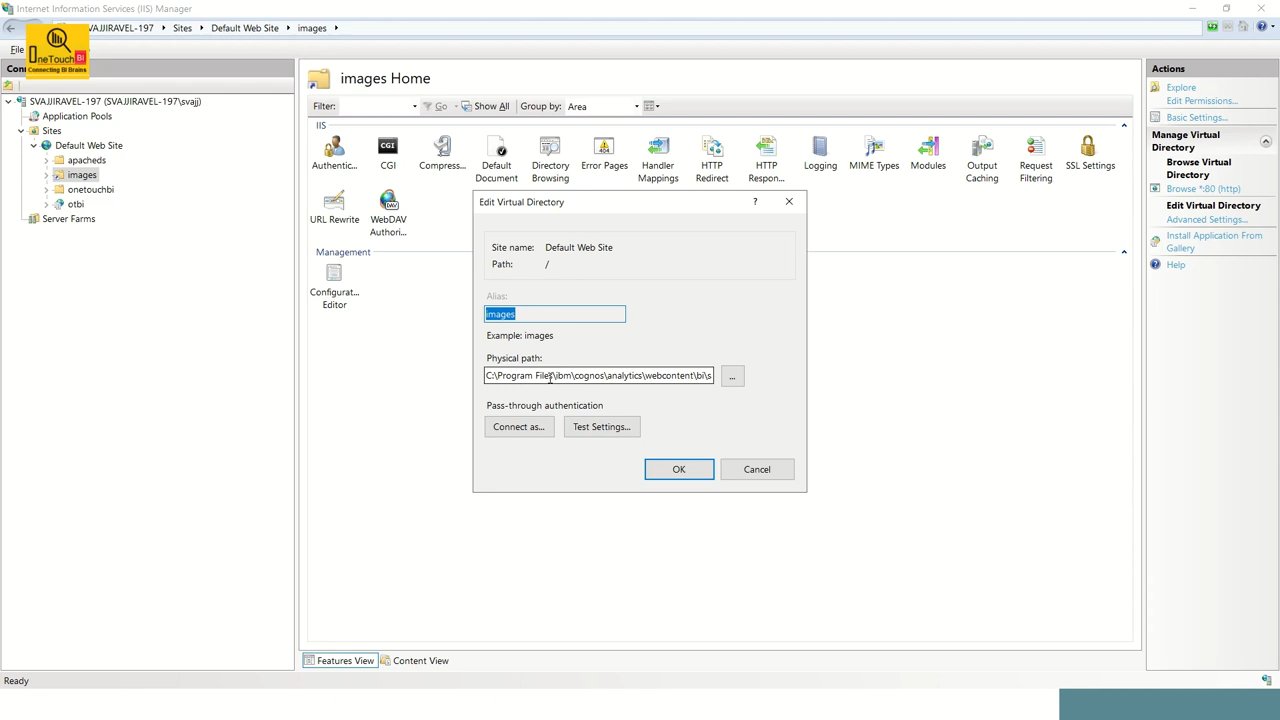 Internet Information Services (IIS) Manager
SVAJJIRAVEL-197 Sites Default Web Site images
File
OneTouch BI
Connecting BI Brains
SVAJJIRAVEL-197 (SVAJJIRAVEL-197\svajj)
Application Pools
Sites
Default Web Site
apacheds
images
onetouchbi
otbi
Server Farms
images Home
Filter: Go Show All Group by: Area
IIS
Authentic... CGI Compress... Default Document Directory Browsing Error Pages Handler Mappings HTTP Redirect HTTP Respon... Logging MIME Types Modules Output Caching Request Filtering SSL Settings
URL Rewrite WebDAV Authori...
Management
Configurat... Editor
Edit Virtual Directory ?
Site name: Default Web Site
Path: /
Alias:
images
Example: images
Physical path:
C:\Program Files\ibm\cognos\analytics\webcontent\bi\s
...
Pass-through authentication
Connect as... Test Settings...
OK Cancel
Features View Content View
Actions
Explore
Edit Permissions...
Basic Settings...
Manage Virtual
Directory
Browse Virtual
Directory
Browse *:80 (http)
Edit Virtual Directory
Advanced Settings...
Install Application From
Gallery
Help
Ready